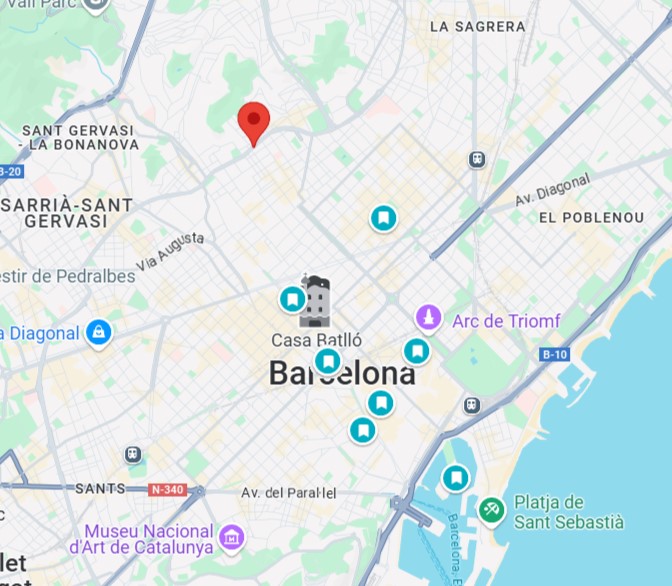 Vall Parc
LA SAGRERA
SANT GERVASI
- LA BONANOVA
B-20
SARRIÀ-SANT
GERVASI
Av. Diagonal
EL POBLENOU
Via Augusta
estir de Pedralbes
a Diagonal
Casa Batlló
Arc de Triomf
B-10
Barcelona
SANTS
N-340
Av. del Paral·lel
Platja de
Sant Sebastià
Museu Nacional
d'Art de Catalunya
Barcelona, E
let